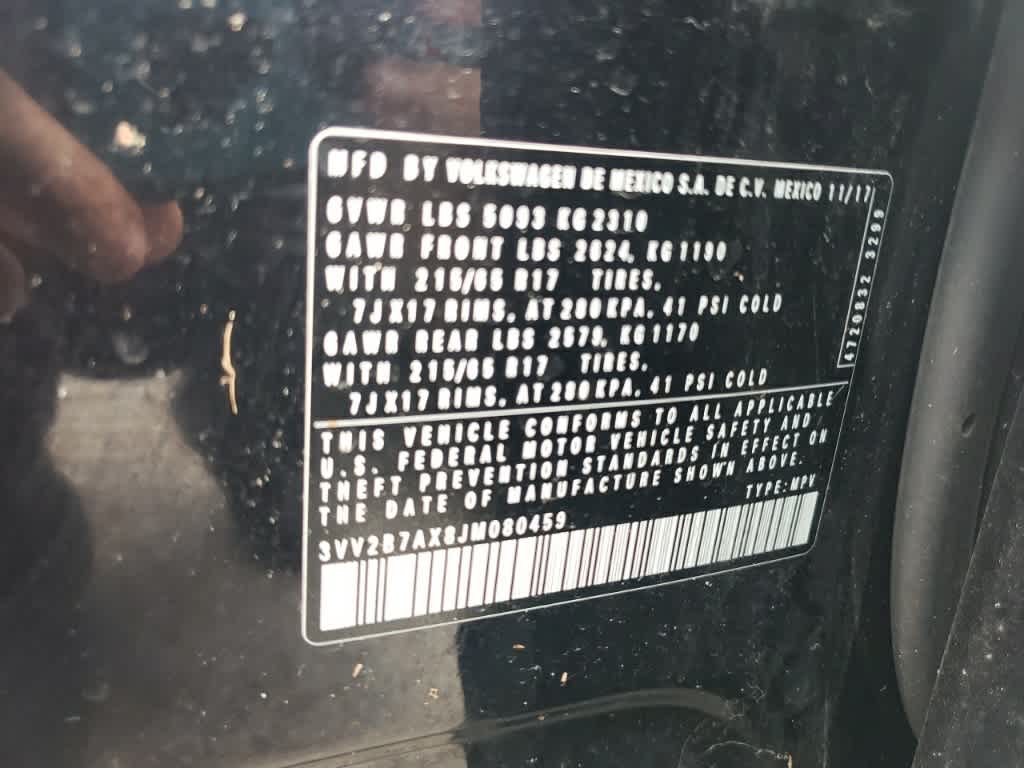 MFD BY VOLKSWAGEN DE MEXICO S.A. DE C.V. MEXICO 11/17
GVWR LBS 5093 KG 2310
GAWR FRONT LBS 2624, KG 1190
WITH 215/65 R17 TIRES,
7JX17 RIMS, AT 280 KPA, 41 PSI COLD
GAWR REAR LBS 2579, KG 1170
WITH 215/65 R17 TIRES,
7JX17 RIMS, AT 280 KPA, 41 PSI COLD
THIS VEHICLE CONFORMS TO ALL APPLICABLE
U.S. FEDERAL MOTOR VEHICLE SAFETY AND
THEFT PREVENTION STANDARDS IN EFFECT ON
THE DATE OF MANUFACTURE SHOWN ABOVE.
TYPE:MPV
3VV2B7AX8JM080459
4720832 3299